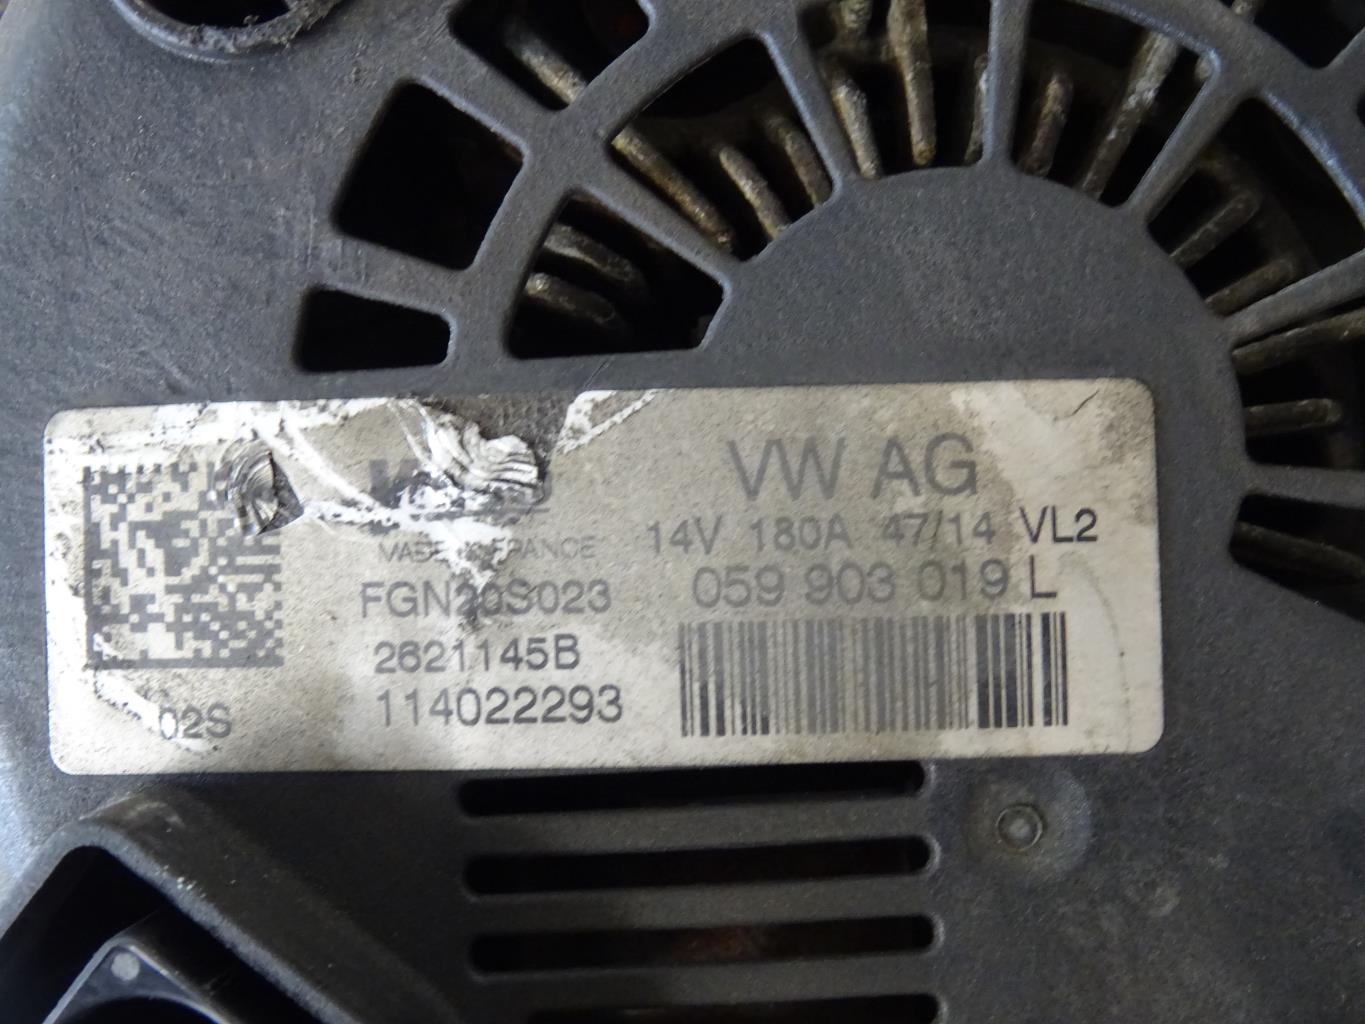 VW AG
14V 180A 47/14 VL2
MADE IN FRANCE
059 903 019 L
FGN20S023
2621145B
114022293
02S